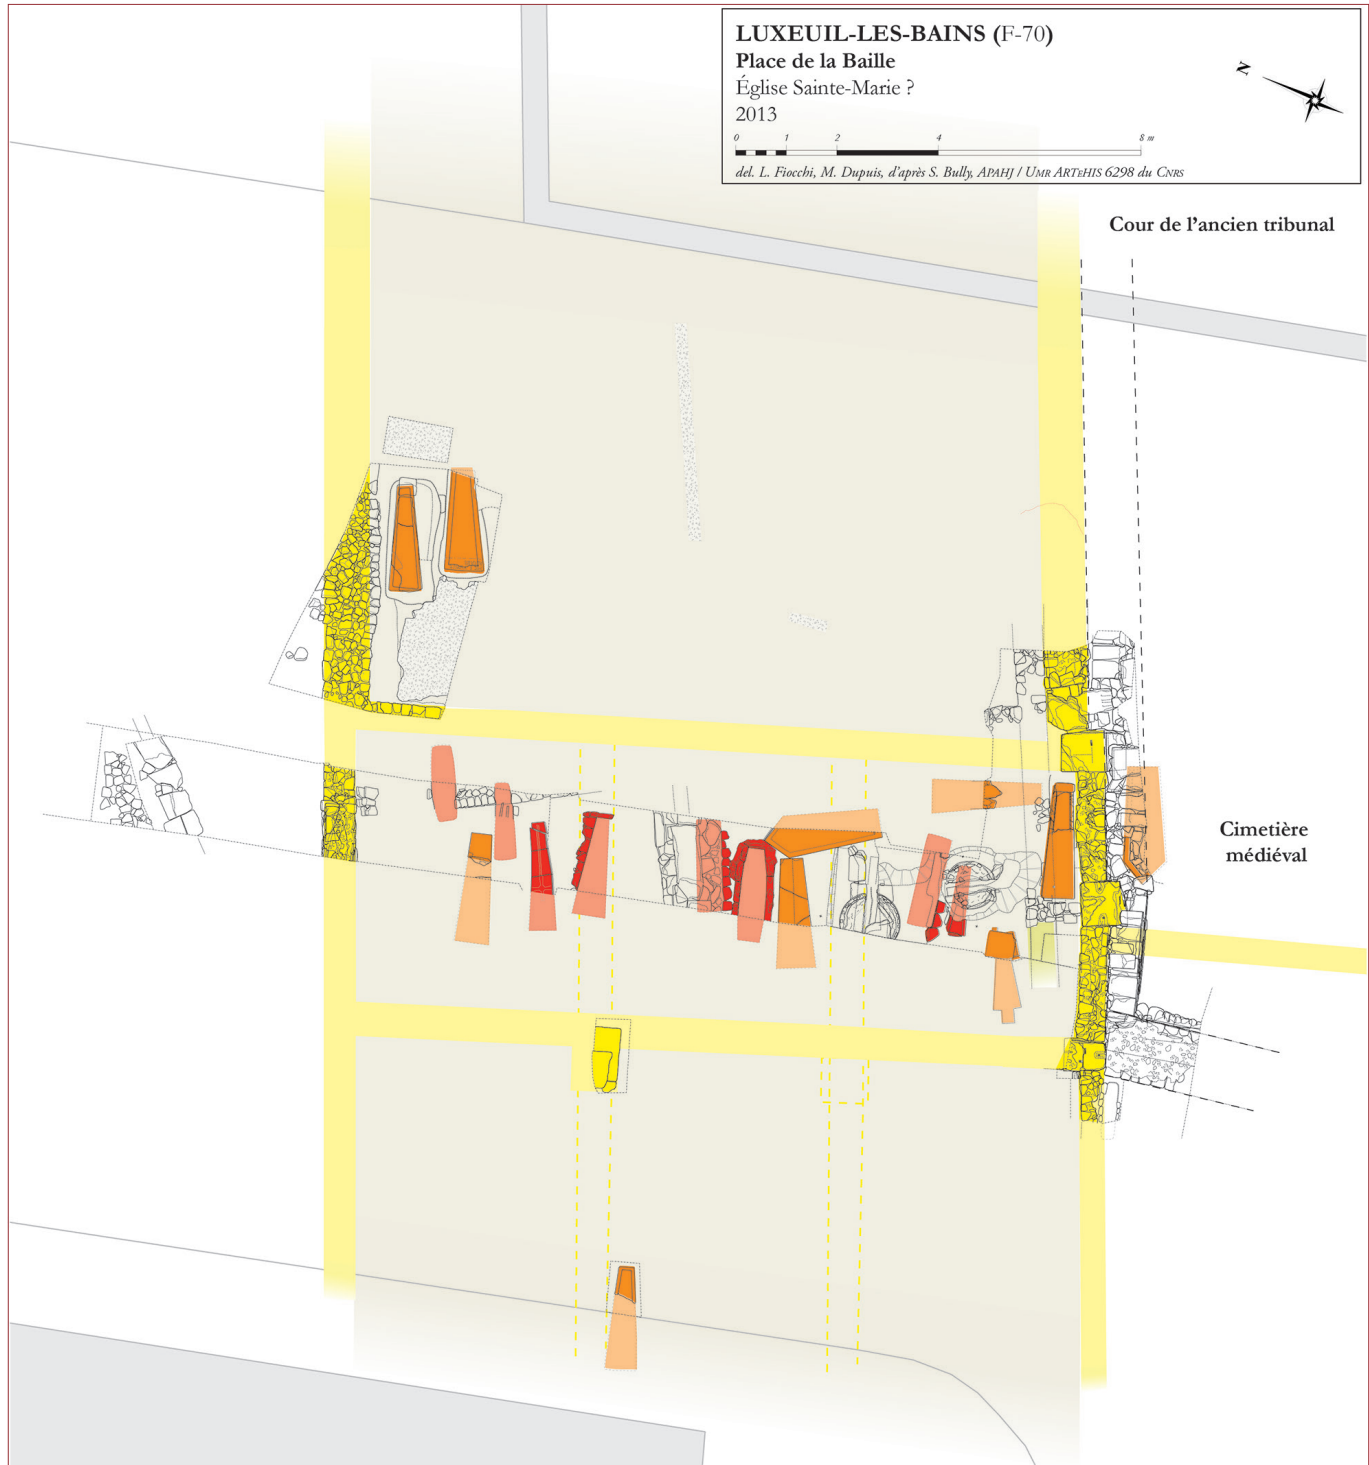 LUXEUIL-LES-BAINS (F-70)
Place de la Baille
Église Sainte-Marie ?
2013
N
0 1 2 4 8 m
del. L. Fiocchi, M. Dupuis, d'après S. Bully, APAHJ / UMR ARTeHIS 6298 du CNRS
Cour de l'ancien tribunal
Cimetière
médiéval